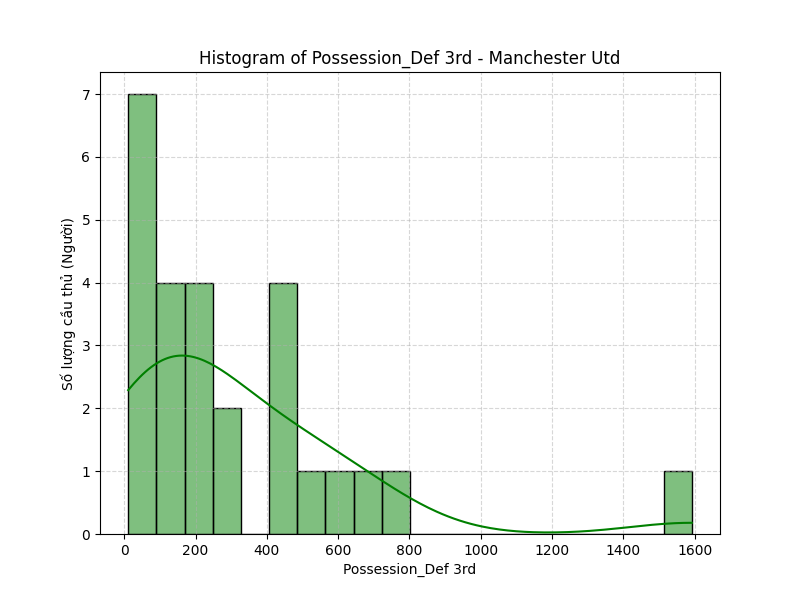 Histogram of Possession_Def 3rd - Manchester Utd
Số lượng cầu thủ (Người)
7
6
5
4
3
2
1
0
0 200 400 600 800 1000 1200 1400 1600
Possession_Def 3rd